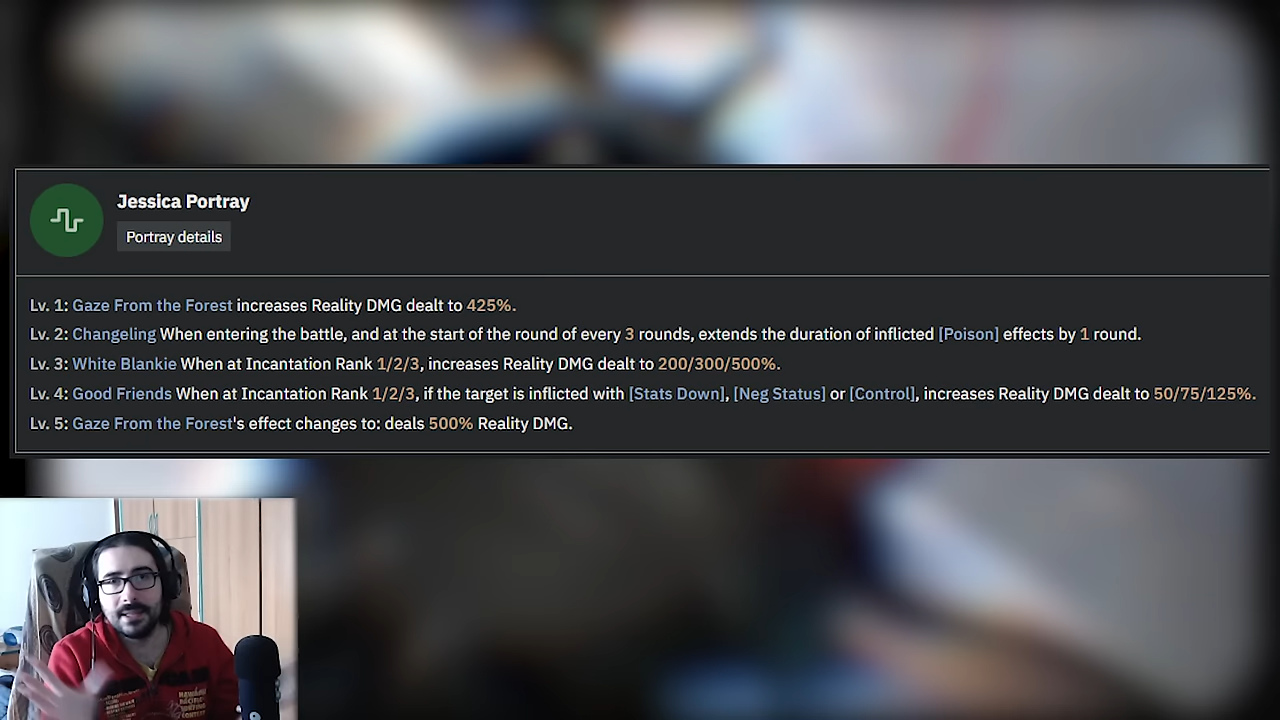 Jessica Portray
Portray details
Lv. 1: Gaze From the Forest increases Reality DMG dealt to 425%.
Lv. 2: Changeling When entering the battle, and at the start of the round of every 3 rounds, extends the duration of inflicted [Poison] effects by 1 round.
Lv. 3: White Blankie When at Incantation Rank 1/2/3, increases Reality DMG dealt to 200/300/500%.
Lv. 4: Good Friends When at Incantation Rank 1/2/3, if the target is inflicted with [Stats Down], [Neg Status] or [Control], increases Reality DMG dealt to 50/75/125%.
Lv. 5: Gaze From the Forest's effect changes to: deals 500% Reality DMG.